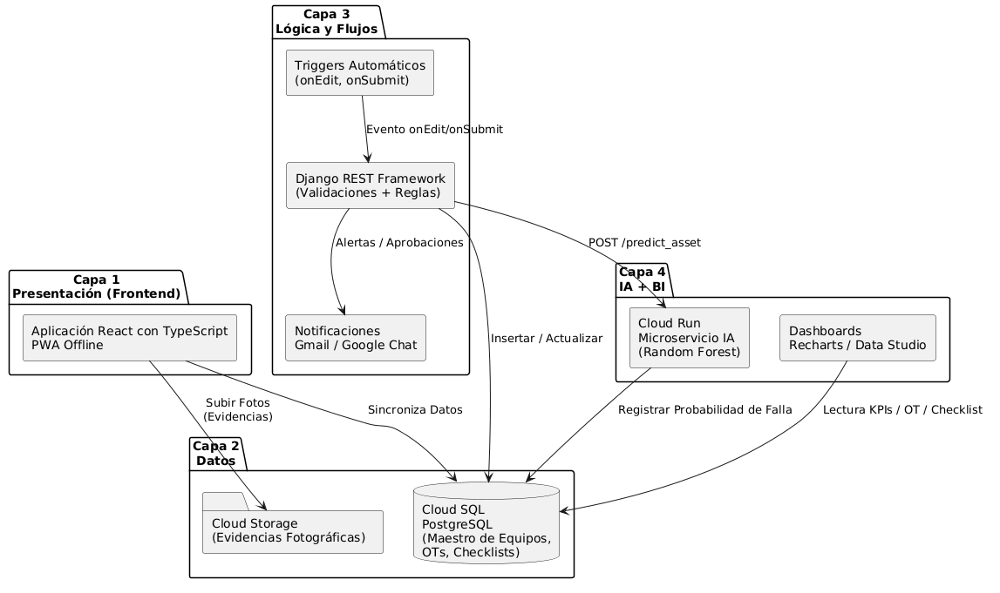 Capa 3
Lógica y Flujos
Triggers Automáticos
(onEdit, onSubmit)
Evento onEdit/onSubmit
Django REST Framework
(Validaciones + Reglas)
Alertas / Aprobaciones
POST /predict_asset
Notificaciones
Gmail / Google Chat
Insertar / Actualizar
Capa 1
Presentación (Frontend)
Aplicación React con TypeScript
PWA Offline
Capa 4
IA + BI
Cloud Run
Microservicio IA
(Random Forest)
Dashboards
Recharts / Data Studio
Subir Fotos
(Evidencias)
Sincroniza Datos
Registrar Probabilidad de Falla
Lectura KPIs / OT / Checklist
Capa 2
Datos
Cloud Storage
(Evidencias Fotográficas)
Cloud SQL
PostgreSQL
(Maestro de Equipos,
OTs, Checklists)